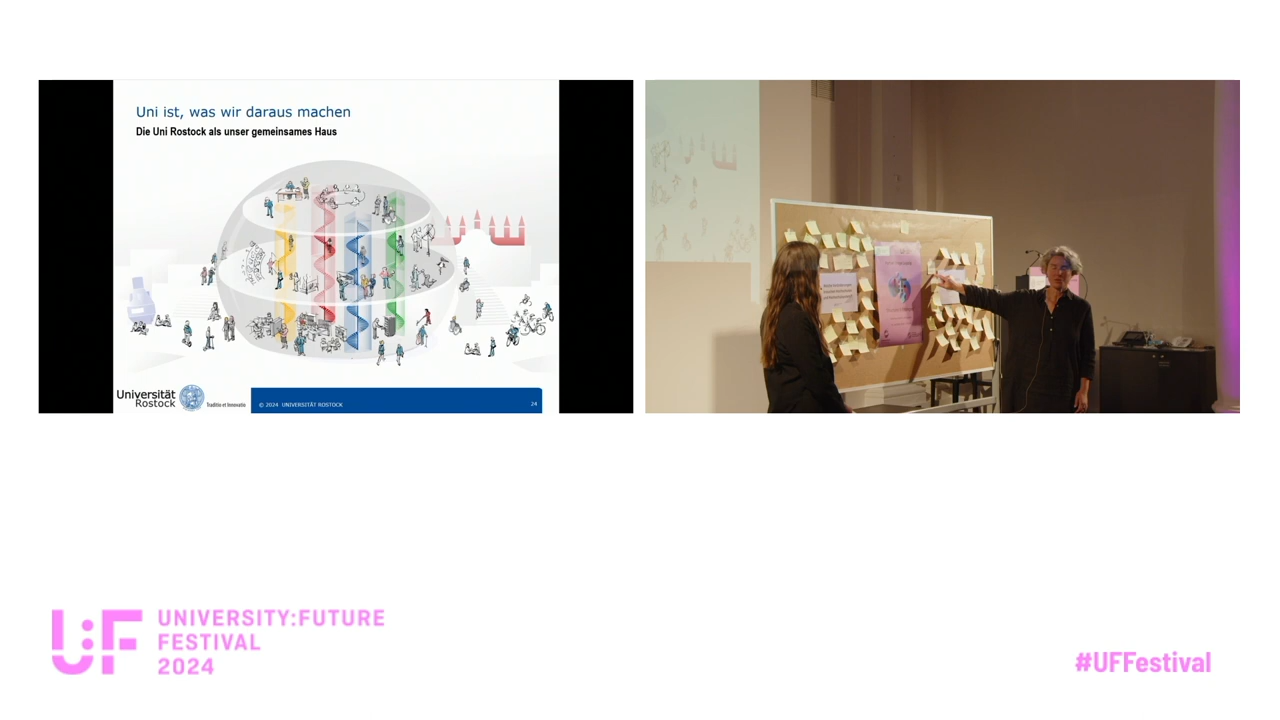 Uni ist, was wir daraus machen
Die Uni Rostock als unser gemeinsames Haus
Universität
Rostock
Traditio et Innovatio
© 2024 UNIVERSITÄT ROSTOCK
24
U:F
UNIVERSITY:FUTURE
FESTIVAL
2024
#UFFestival